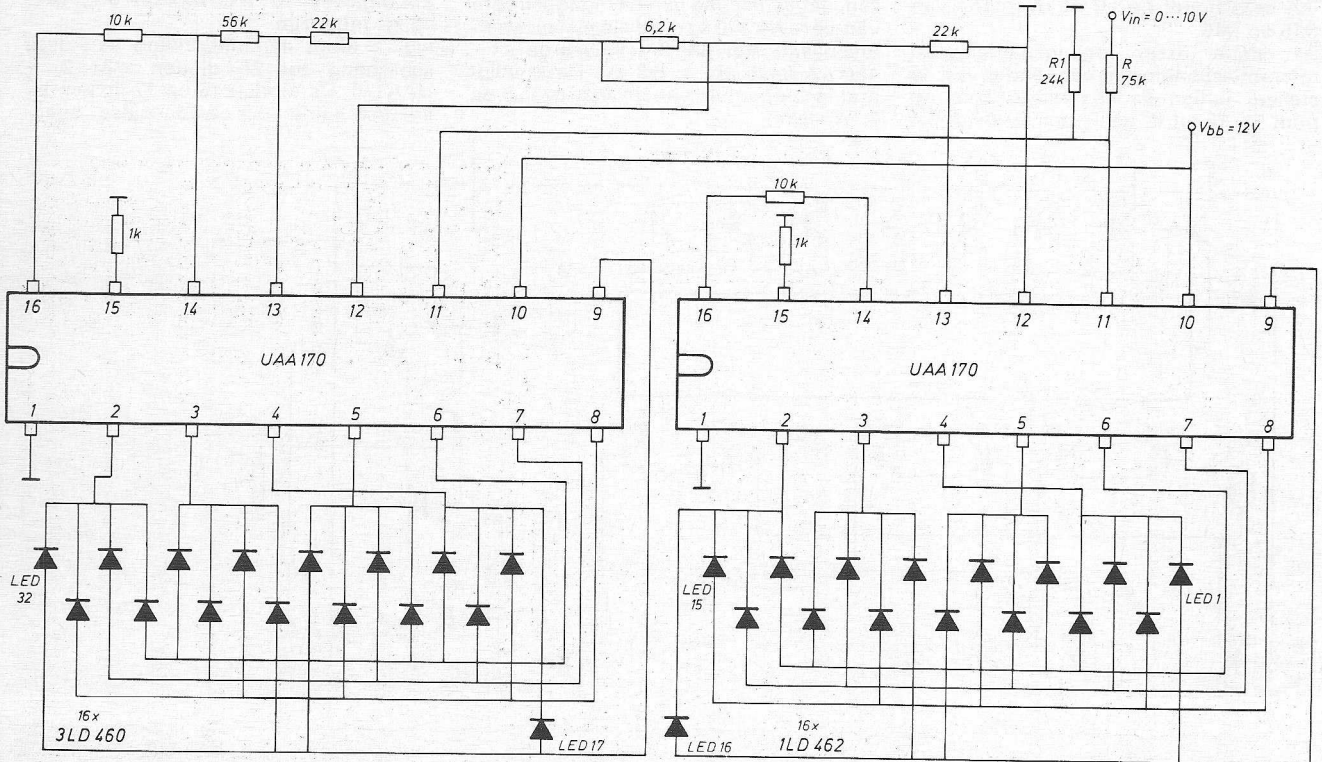 10k
56k
22k
6,2k
22k
R1
24k
R
75k
Vin = 0···10V
Vbb = 12V
1k
10k
1k
16 15 14 13 12 11 10 9
UAA 170
1 2 3 4 5 6 7 8
16 15 14 13 12 11 10 9
UAA 170
1 2 3 4 5 6 7 8
LED
32
16x
3LD 460
LED 17
LED
15
LED 1
LED 16
16x
1LD 462